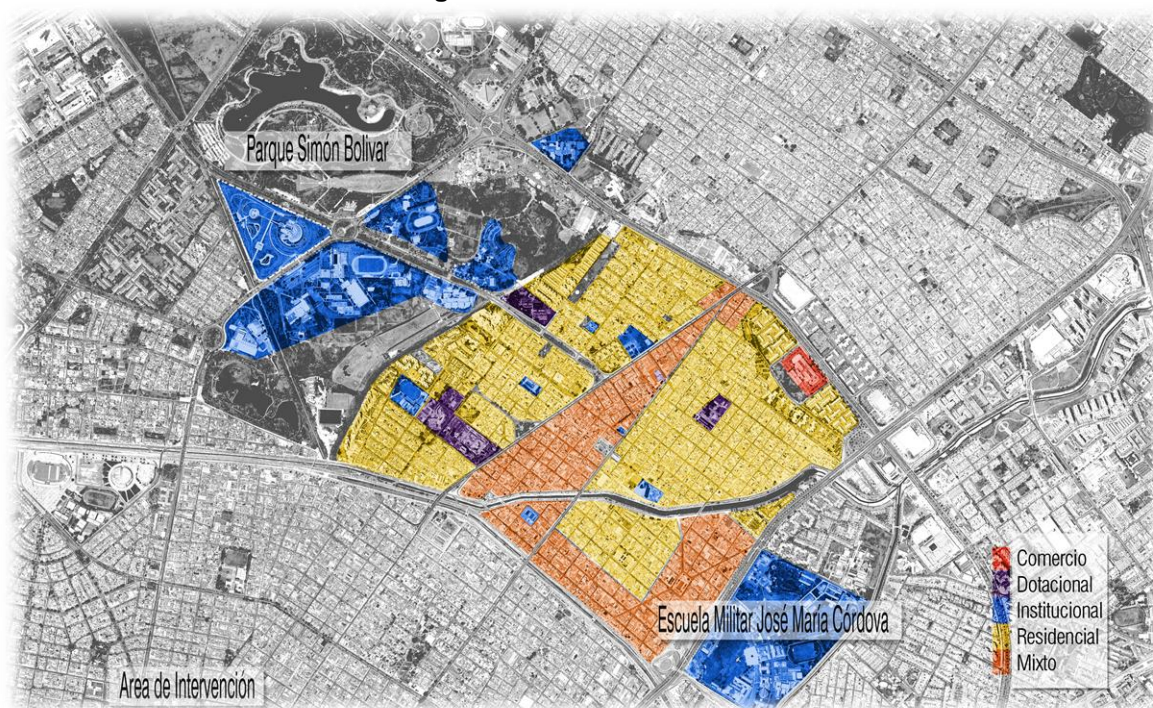 Parque Simón Bolivar
Comercio
Dotacional
Institucional
Residencial
Mixto
Escuela Militar José María Córdova
Area de Intervención